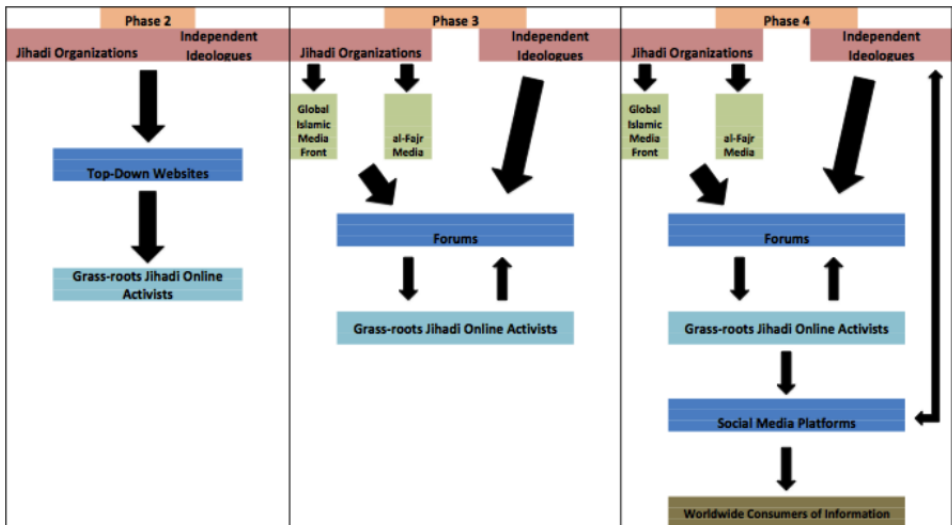 Phase 2
Jihadi Organizations
Independent
Ideologues
Top-Down Websites
Grass-roots Jihadi Online
Activists
Phase 3
Jihadi Organizations
Independent
Ideologues
Global
Islamic
Media
Front
al-Fajr
Media
Forums
Grass-roots Jihadi Online Activists
Phase 4
Jihadi Organizations
Independent
Ideologues
Global
Islamic
Media
Front
al-Fajr
Media
Forums
Grass-roots Jihadi Online Activists
Social Media Platforms
Worldwide Consumers of Information